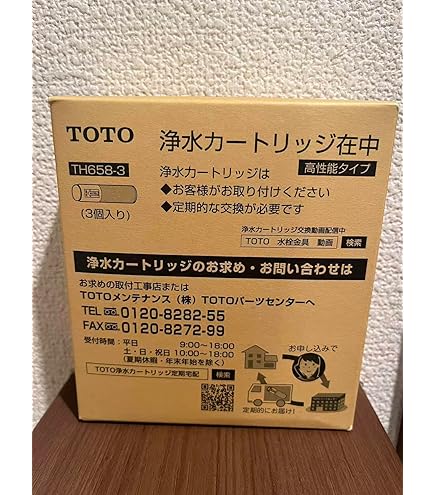 TOTO 浄水カートリッジ在中
TH658-3 高性能タイプ
(3個入り)
浄水カートリッジは
◆お客様がお取り付けください
◆定期的な交換が必要です
浄水カートリッジ交換動画配信中
TOTO 水栓金具 動画 検索
浄水カートリッジのお求め・お問い合わせは
お求めの取付工事店または
TOTOメンテナンス(株)TOTOパーツセンターへ
TEL 0120-8282-55
FAX 0120-8272-99
受付時間:平日 9:00~18:00
土・日・祝日 10:00~18:00
(夏期休暇・年末年始を除く)
TOTO浄水カートリッジ定期宅配 検索
お申し込みで
定期的にお届け!